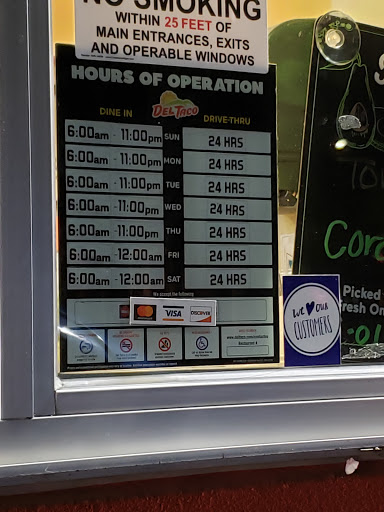 NO SMOKING
WITHIN 25 FEET OF
MAIN ENTRANCES, EXITS
AND OPERABLE WINDOWS
HOURS OF OPERATION
DEL TACO
DINE IN DRIVE-THRU
6:00am - 11:00pm SUN 24 HRS
6:00am - 11:00pm MON 24 HRS
6:00am - 11:00pm TUE 24 HRS
6:00am - 11:00pm WED 24 HRS
6:00am - 11:00pm THU 24 HRS
6:00am - 12:00am FRI 24 HRS
6:00am - 12:00am SAT 24 HRS
We accept the following
VISA DISCOVER
WE OUR
CUSTOMERS
Picked
resh On